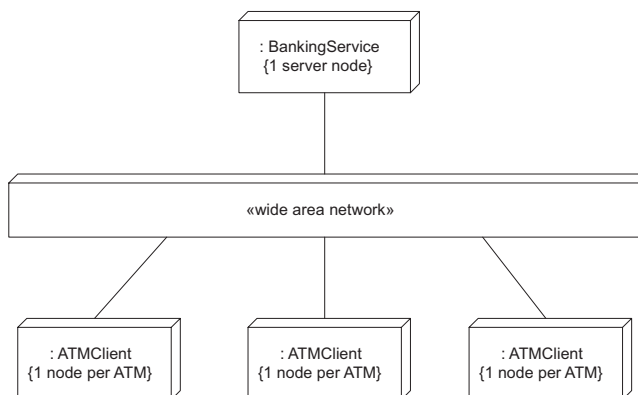 : BankingService
{1 server node}
«wide area network»
: ATMClient
{1 node per ATM}
: ATMClient
{1 node per ATM}
: ATMClient
{1 node per ATM}